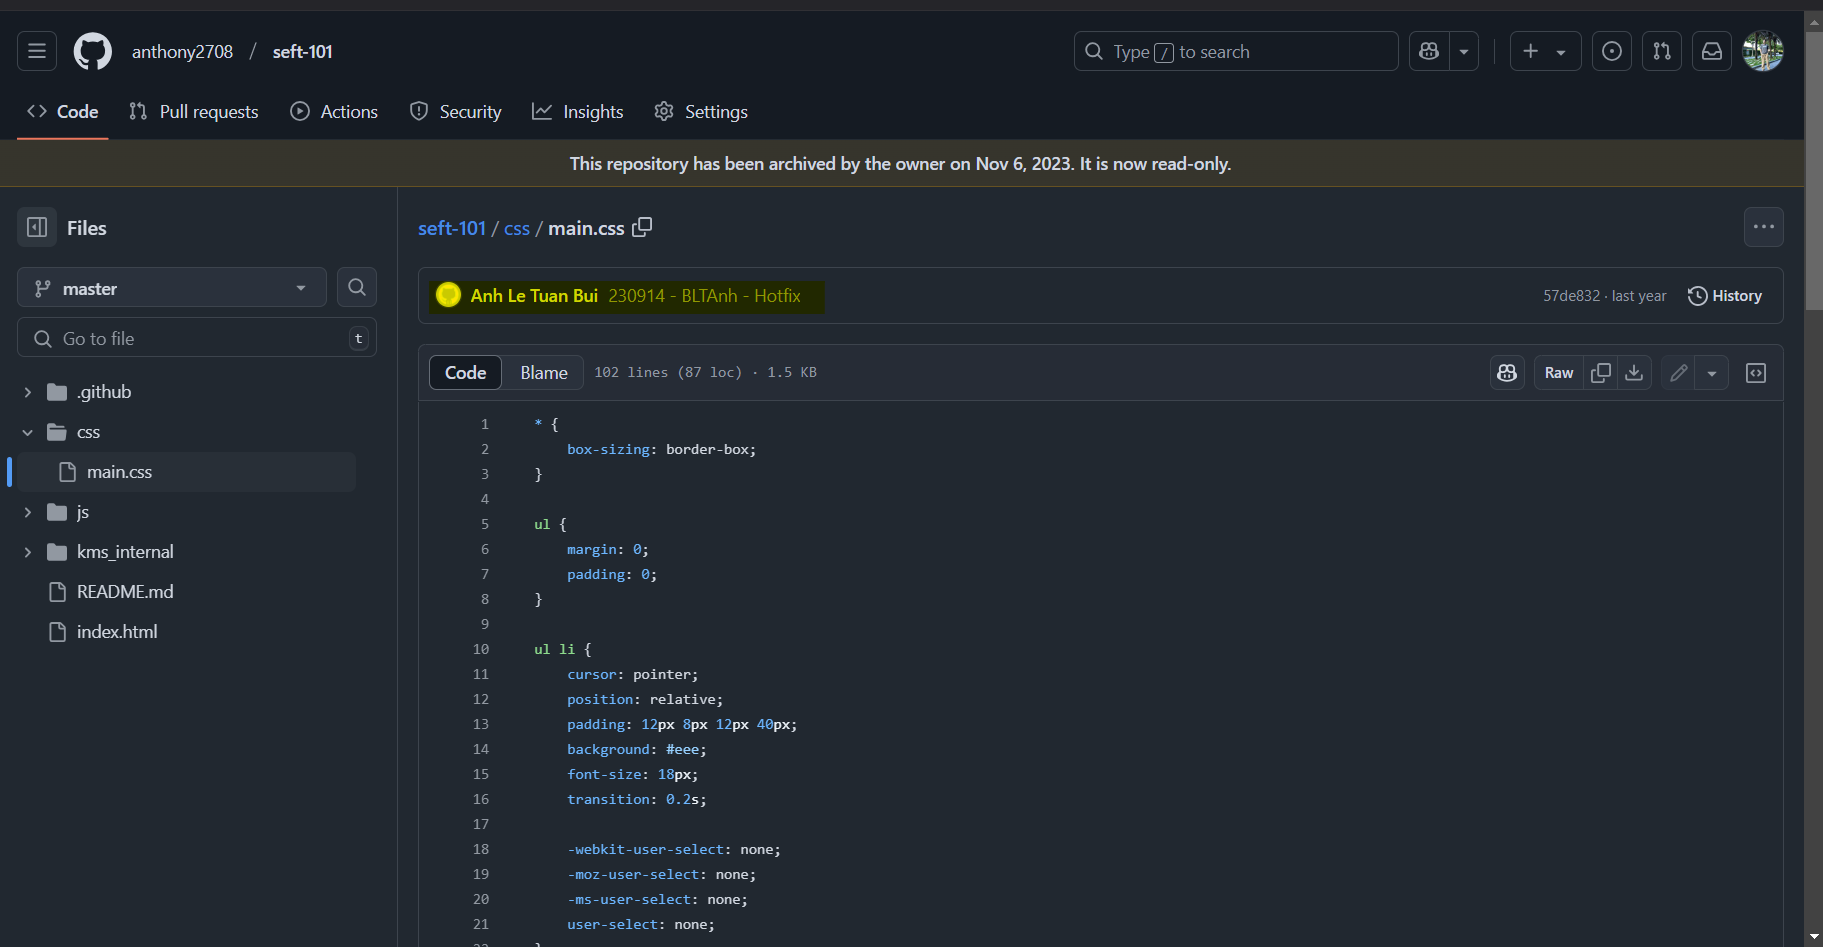 anthony2708 / seft-101
Type / to search
Code
Pull requests
Actions
Security
Insights
Settings
This repository has been archived by the owner on Nov 6, 2023. It is now read-only.
Files
master
Go to file
t
.github
css
main.css
js
kms_internal
README.md
index.html
seft-101 / css / main.css
Anh Le Tuan Bui 230914 - BLTAnh - Hotfix
57de832 · last year
History
Code
Blame
102 lines (87 loc) · 1.5 KB
Raw
1 * {
2 box-sizing: border-box;
3 }
4
5 ul {
6 margin: 0;
7 padding: 0;
8 }
9
10 ul li {
11 cursor: pointer;
12 position: relative;
13 padding: 12px 8px 12px 40px;
14 background: #eee;
15 font-size: 18px;
16 transition: 0.2s;
17
18 -webkit-user-select: none;
19 -moz-user-select: none;
20 -ms-user-select: none;
21 user-select: none;